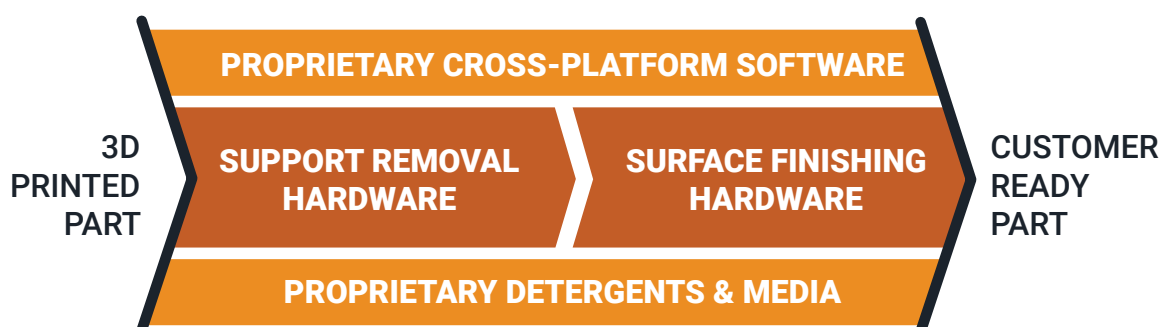 PROPRIETARY CROSS-PLATFORM SOFTWARE
3D
PRINTED
PART
SUPPORT REMOVAL
HARDWARE
SURFACE FINISHING
HARDWARE
CUSTOMER
READY
PART
PROPRIETARY DETERGENTS & MEDIA